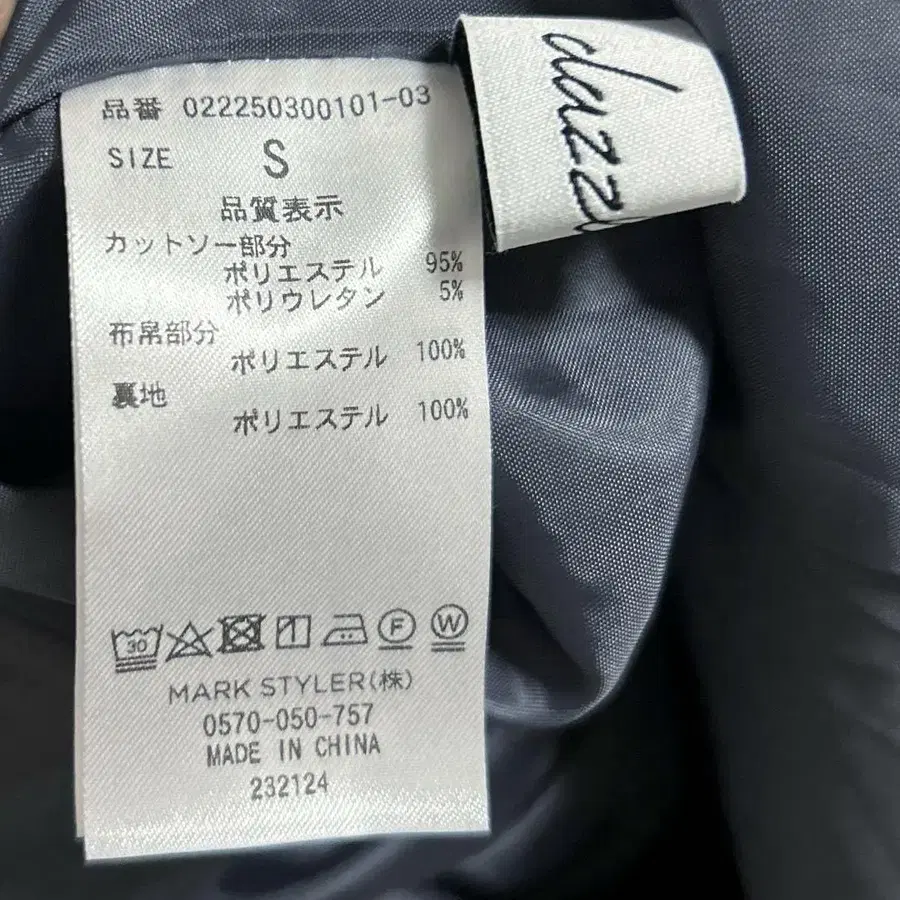 品番 022250300101-03
SIZE S
品質表示
カットソー部分
ポリエステル 95%
ポリウレタン 5%
布帛部分
ポリエステル 100%
裏地
ポリエステル 100%
30 F W
MARK STYLER(株)
0570-050-757
MADE IN CHINA
232124